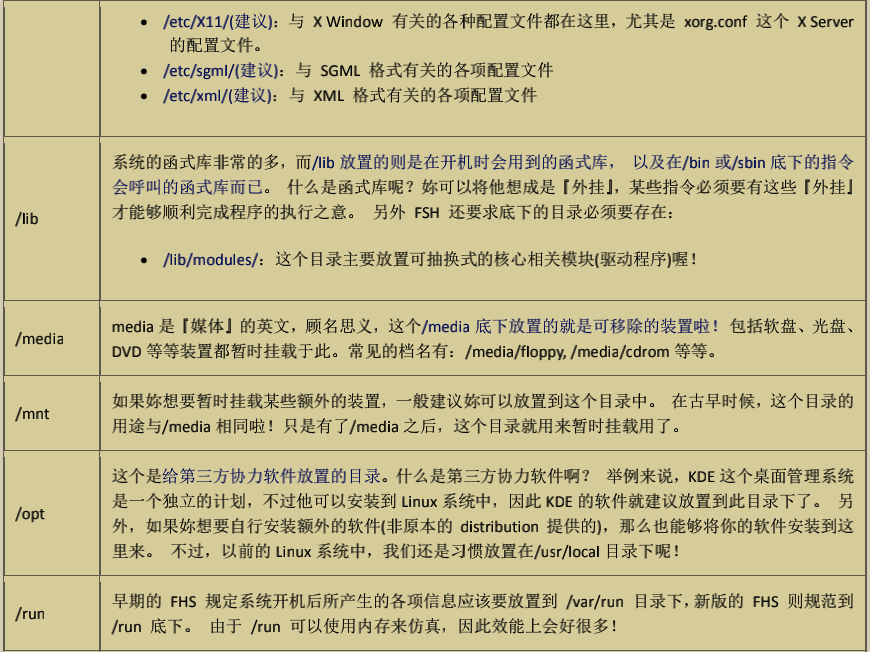 • /etc/X11/(建议)：与 X Window 有关的各种配置文件都在这里，尤其是 xorg.conf 这个 X Server
的配置文件。
• /etc/sgml/(建议)：与 SGML 格式有关的各项配置文件
• /etc/xml/(建议)：与 XML 格式有关的各项配置文件
/lib
系统的函式库非常的多，而/lib 放置的则是在开机时会用到的函式库， 以及在/bin 或/sbin 底下的指令
会呼叫的函式库而已。 什么是函式库呢？妳可以将他想成是『外挂』，某些指令必须要有这些『外挂』
才能够顺利完成程序的执行之意。 另外 FSH 还要求底下的目录必须要存在：
• /lib/modules/：这个目录主要放置可抽换式的核心相关模块(驱动程序)喔！
/media
media 是『媒体』的英文，顾名思义，这个/media 底下放置的就是可移除的装置啦！ 包括软盘、光盘、
DVD 等等装置都暂时挂载于此。常见的档名有：/media/floppy, /media/cdrom 等等。
/mnt
如果妳想要暂时挂载某些额外的装置，一般建议妳可以放置到这个目录中。 在古早时候，这个目录的
用途与/media 相同啦！只是有了/media 之后，这个目录就用来暂时挂载用了。
/opt
这个是给第三方协力软件放置的目录。什么是第三方协力软件啊？ 举例来说，KDE 这个桌面管理系统
是一个独立的计划，不过他可以安装到 Linux 系统中，因此 KDE 的软件就建议放置到此目录下了。 另
外，如果妳想要自行安装额外的软件(非原本的 distribution 提供的)，那么也能够将你的软件安装到这
里来。 不过，以前的 Linux 系统中，我们还是习惯放置在/usr/local 目录下呢！
/run
早期的 FHS 规定系统开机后所产生的各项信息应该要放置到 /var/run 目录下，新版的 FHS 则规范到
/run 底下。 由于 /run 可以使用内存来仿真，因此效能上会好很多！